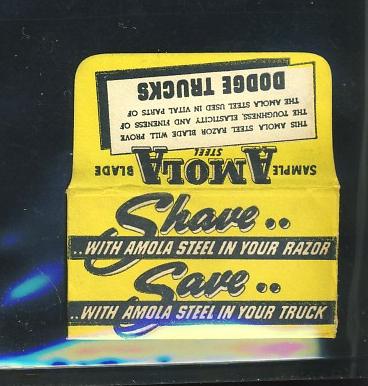 DODGE TRUCKS
THE AMOLA STEEL USED IN VITAL PARTS OF
THE TOUGHNESS, ELASTICITY AND FINENESS OF
THIS AMOLA STEEL RAZOR BLADE WILL PROVE
STEEL
SAMPLE AMOLA BLADE
Shave ..
..WITH AMOLA STEEL IN YOUR RAZOR
Save ..
..WITH AMOLA STEEL IN YOUR TRUCK